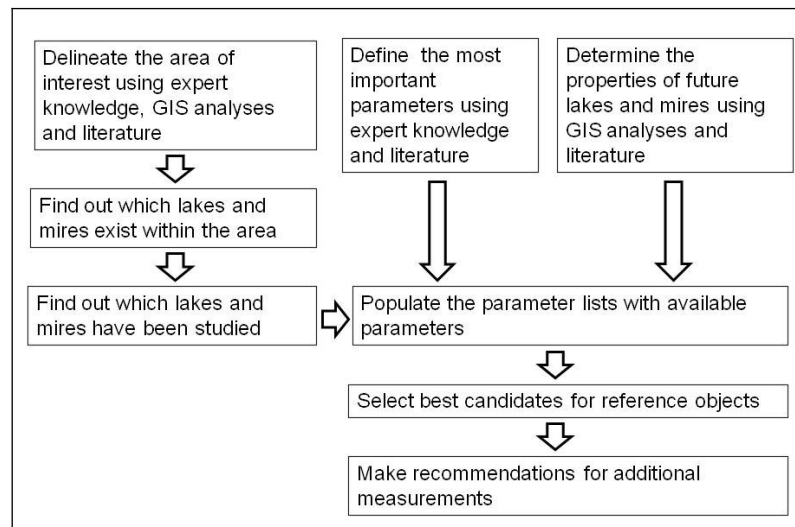 Delineate the area of
interest using expert
knowledge, GIS analyses
and literature
Define the most
important
parameters using
expert knowledge
and literature
Determine the
properties of future
lakes and mires using
GIS analyses and
literature
Find out which lakes and
mires exist within the area
Find out which lakes and
mires have been studied
Populate the parameter lists with available
parameters
Select best candidates for reference objects
Make recommendations for additional
measurements